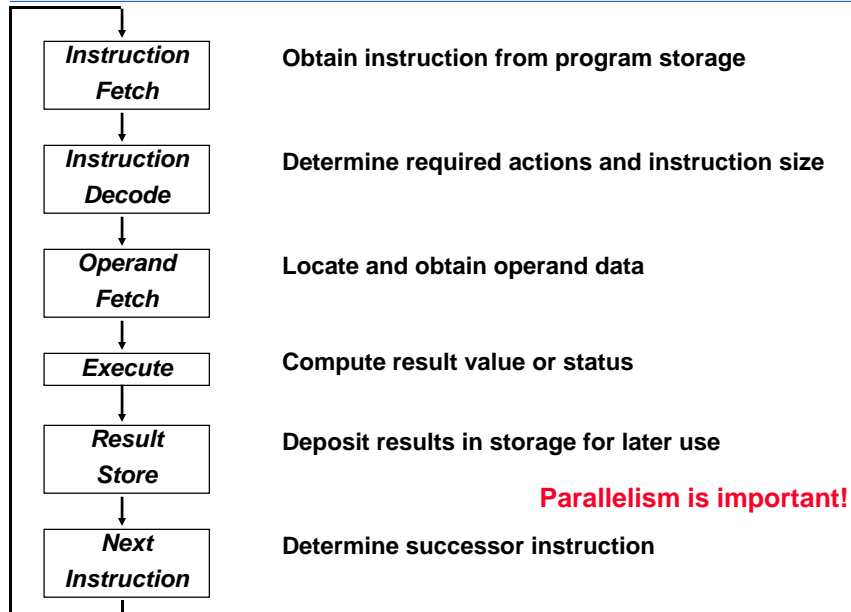 Instruction
Fetch
Obtain instruction from program storage
Instruction
Decode
Determine required actions and instruction size
Operand
Fetch
Locate and obtain operand data
Execute
Compute result value or status
Result
Store
Deposit results in storage for later use
Parallelism is important!
Next
Instruction
Determine successor instruction